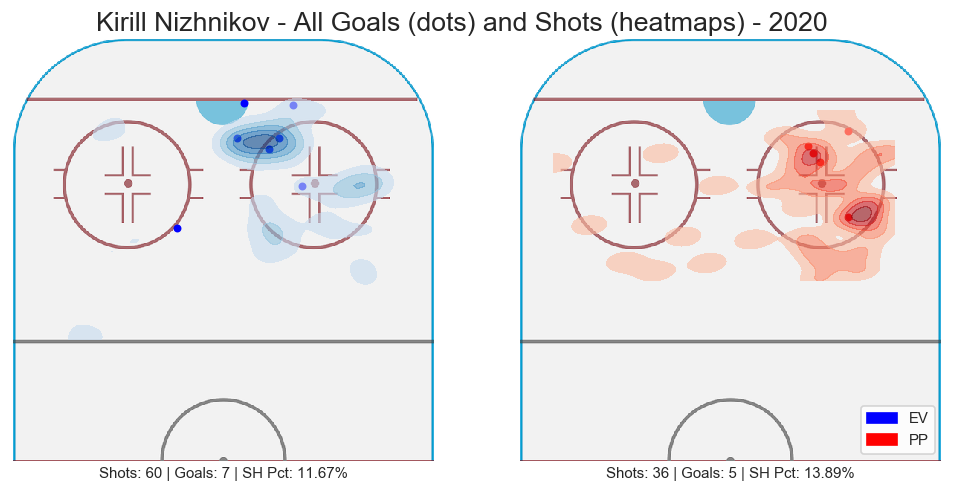 Kirill Nizhnikov - All Goals (dots) and Shots (heatmaps) - 2020
EV
PP
Shots: 60 | Goals: 7 | SH Pct: 11.67%
Shots: 36 | Goals: 5 | SH Pct: 13.89%